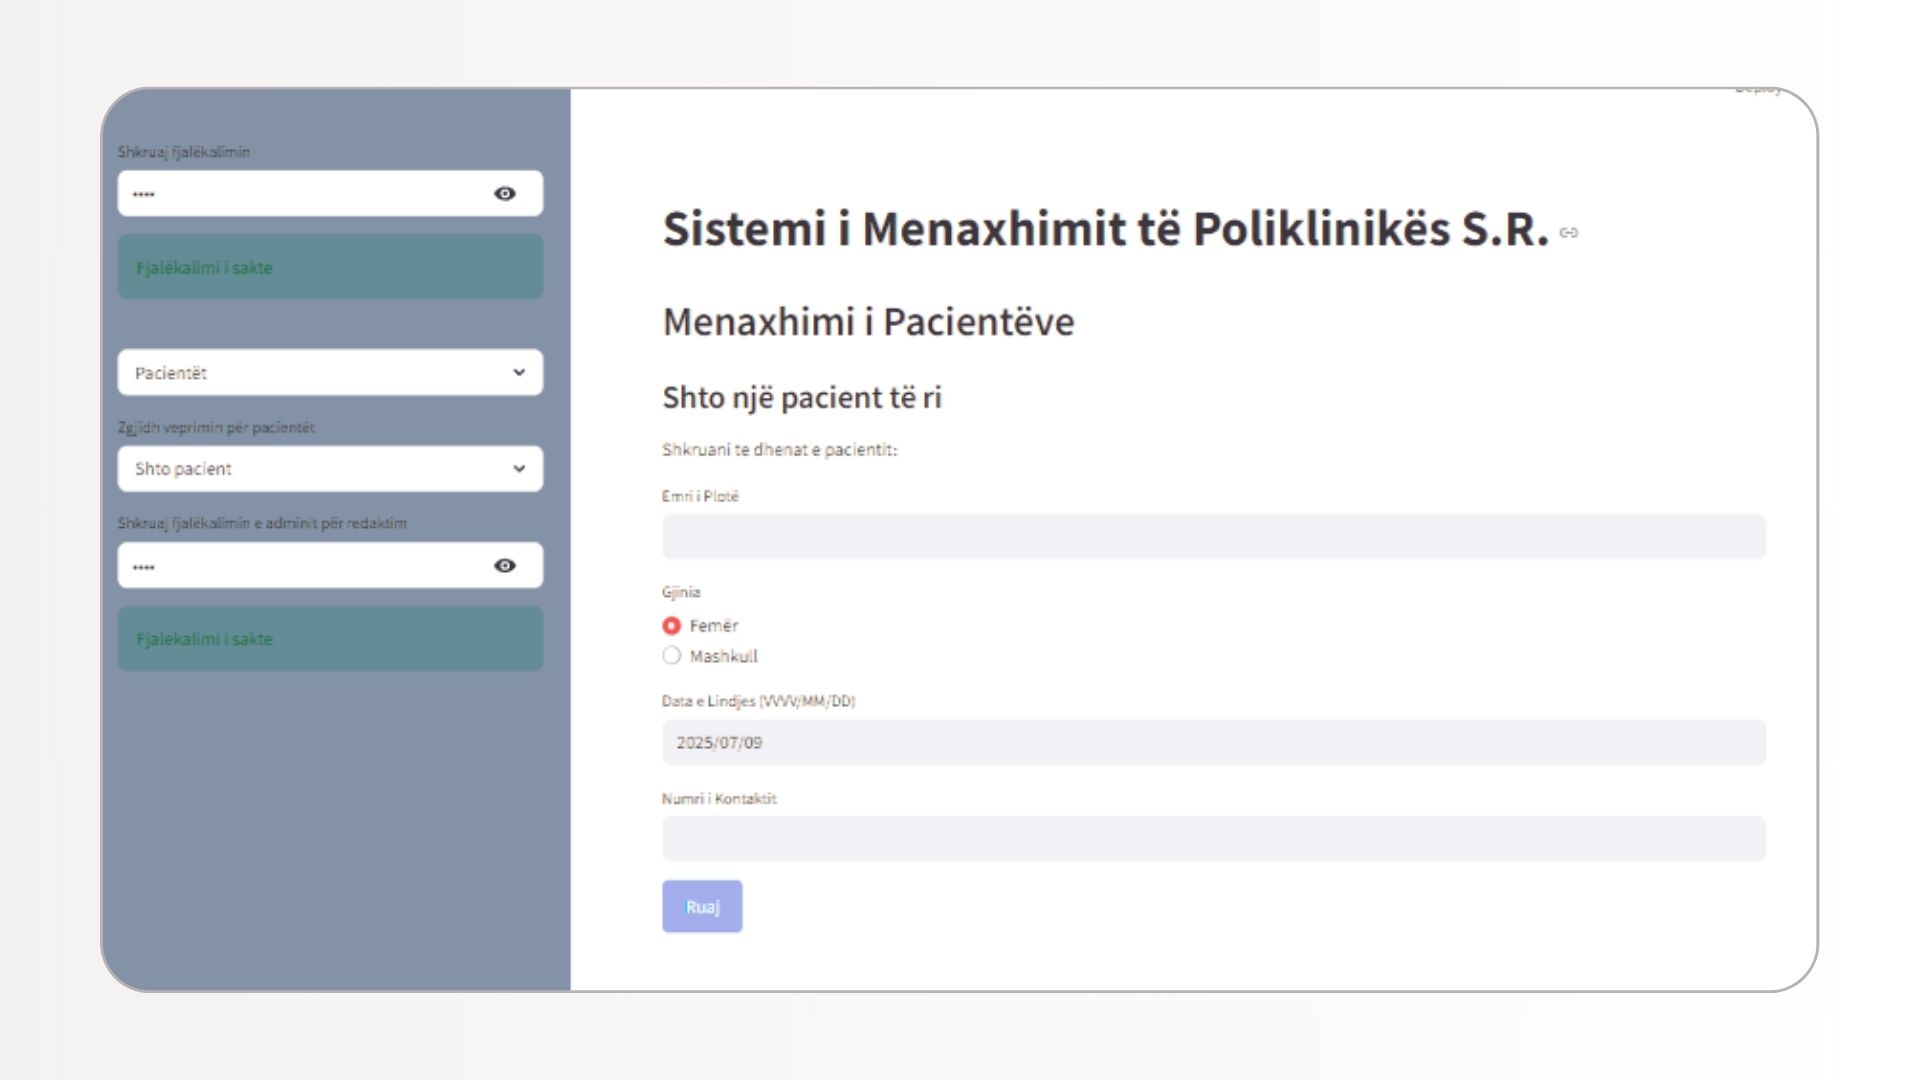 Deploy
Shkruaj fjalëkalimin
••••
Fjalëkalimi i sakte
Pacientët
Zgjidh veprimin për pacientët
Shto pacient
Shkruaj fjalëkalimin e adminit për redaktim
••••
Fjalekalimi i sakte
Sistemi i Menaxhimit të Poliklinikës S.R.
Menaxhimi i Pacientëve
Shto një pacient të ri
Shkruani te dhenat e pacientit:
Emri i Plotë
Gjinia
Femër
Mashkull
Data e Lindjes (VVVV/MM/DD)
2025/07/09
Numri i Kontaktit
Ruaj